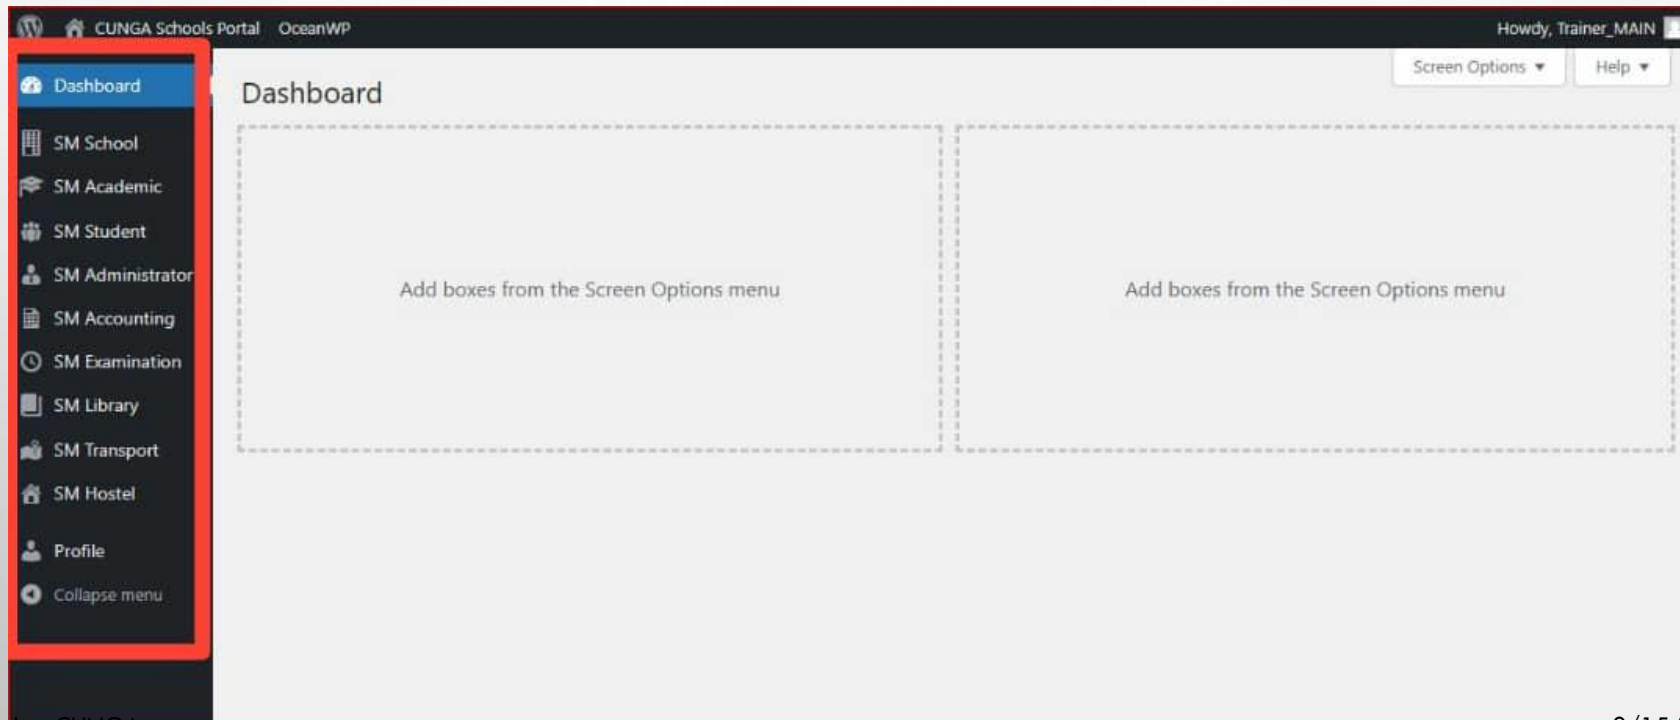 CUNGA Schools Portal OceanWP Howdy, Trainer_MAIN
Screen Options ▼ Help ▼
Dashboard
Dashboard
SM School
SM Academic
SM Student
SM Administrator
SM Accounting
SM Examination
SM Library
SM Transport
SM Hostel
Profile
Collapse menu
Add boxes from the Screen Options menu
Add boxes from the Screen Options menu